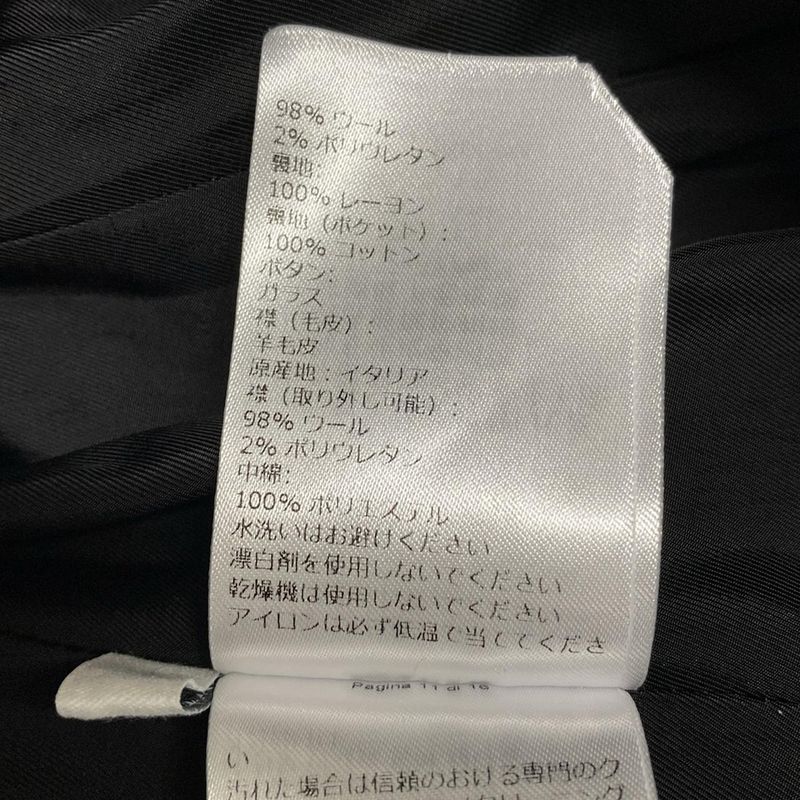 98% ウール
2% ポリウレタン
裏地:
100% レーヨン
裏地 (ポケット) :
100% コットン
ボタン:
ガラス
襟 (毛皮) :
羊毛皮
原産地 : イタリア
襟 (取り外し可能) :
98% ウール
2% ポリウレタン
中綿:
100% ポリエステル
水洗いはお避けください
漂白剤を使用しないでください
乾燥機は使用しないでください
アイロンは必ず低温で当ててくださ
Pagina 11 di 16
い
汚れた場合は信頼のおける専門のク